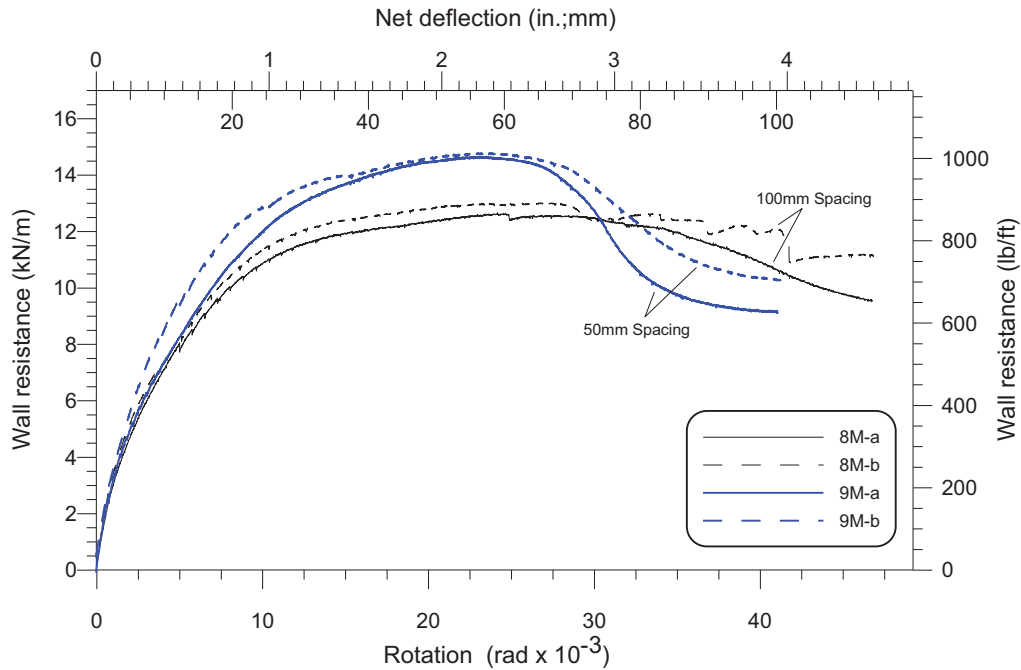 Net deflection (in.;mm)
0 1 2 3 4
20 40 60 80 100
16
14
12
10
8
6
4
2
0
Wall resistance (kN/m)
1000
800
600
400
200
0
Wall resistance (lb/ft)
100mm Spacing
50mm Spacing
8M-a
8M-b
9M-a
9M-b
0 10 20 30 40
Rotation (rad x 10-3)